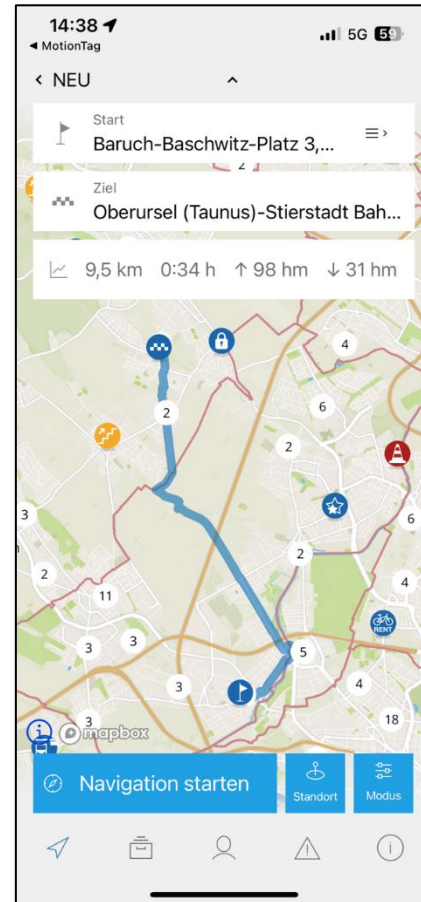 14:38
5G 59
MotionTag
NEU
Start
Baruch-Baschwitz-Platz 3,...
2
Ziel
Oberursel (Taunus)-Stierstadt Bah...
9,5 km 0:34 h ↑ 98 hm ↓ 31 hm
4
6
2
2
3
6
2
2
4
11
3
3
5
3
RENT
4
3
18
i
mapbox
Navigation starten
Standort
Modus